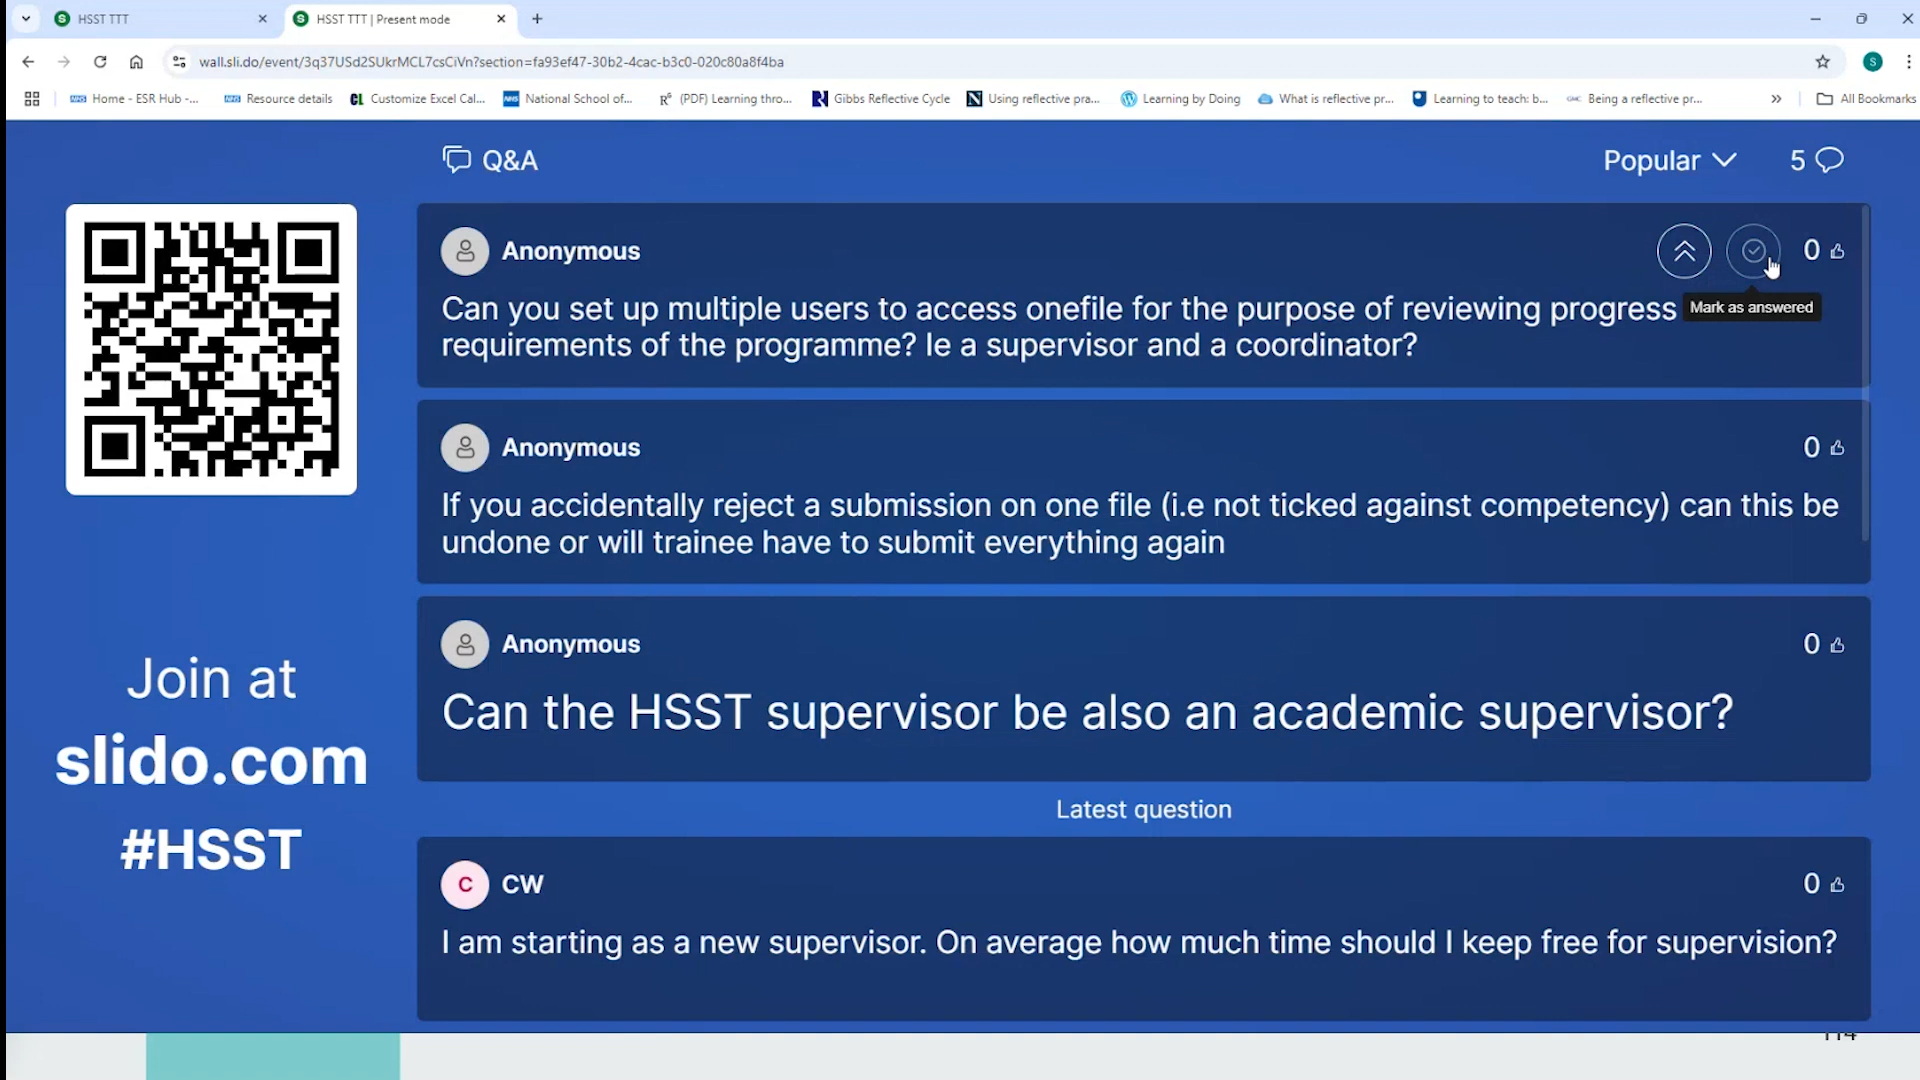 HSST TTT
HSST TTT | Present mode
wall.sli.do/event/3q37USd2SUkrMCL7csCiVn?section=fa93ef47-30b2-4cac-b3c0-020c80a8f4ba
S
Home - ESR Hub -...
Resource details
Customize Excel Cal...
National School of...
(PDF) Learning thro...
Gibbs Reflective Cycle
Using reflective pra...
Learning by Doing
What is reflective pr...
Learning to teach: b...
Being a reflective pr...
All Bookmarks
Q&A
Popular
5
Anonymous
0
Can you set up multiple users to access onefile for the purpose of reviewing progress
Mark as answered
requirements of the programme? Ie a supervisor and a coordinator?
Anonymous
0
If you accidentally reject a submission on one file (i.e not ticked against competency) can this be
undone or will trainee have to submit everything again
Anonymous
0
Can the HSST supervisor be also an academic supervisor?
Join at
slido.com
#HSST
Latest question
C
CW
0
I am starting as a new supervisor. On average how much time should I keep free for supervision?